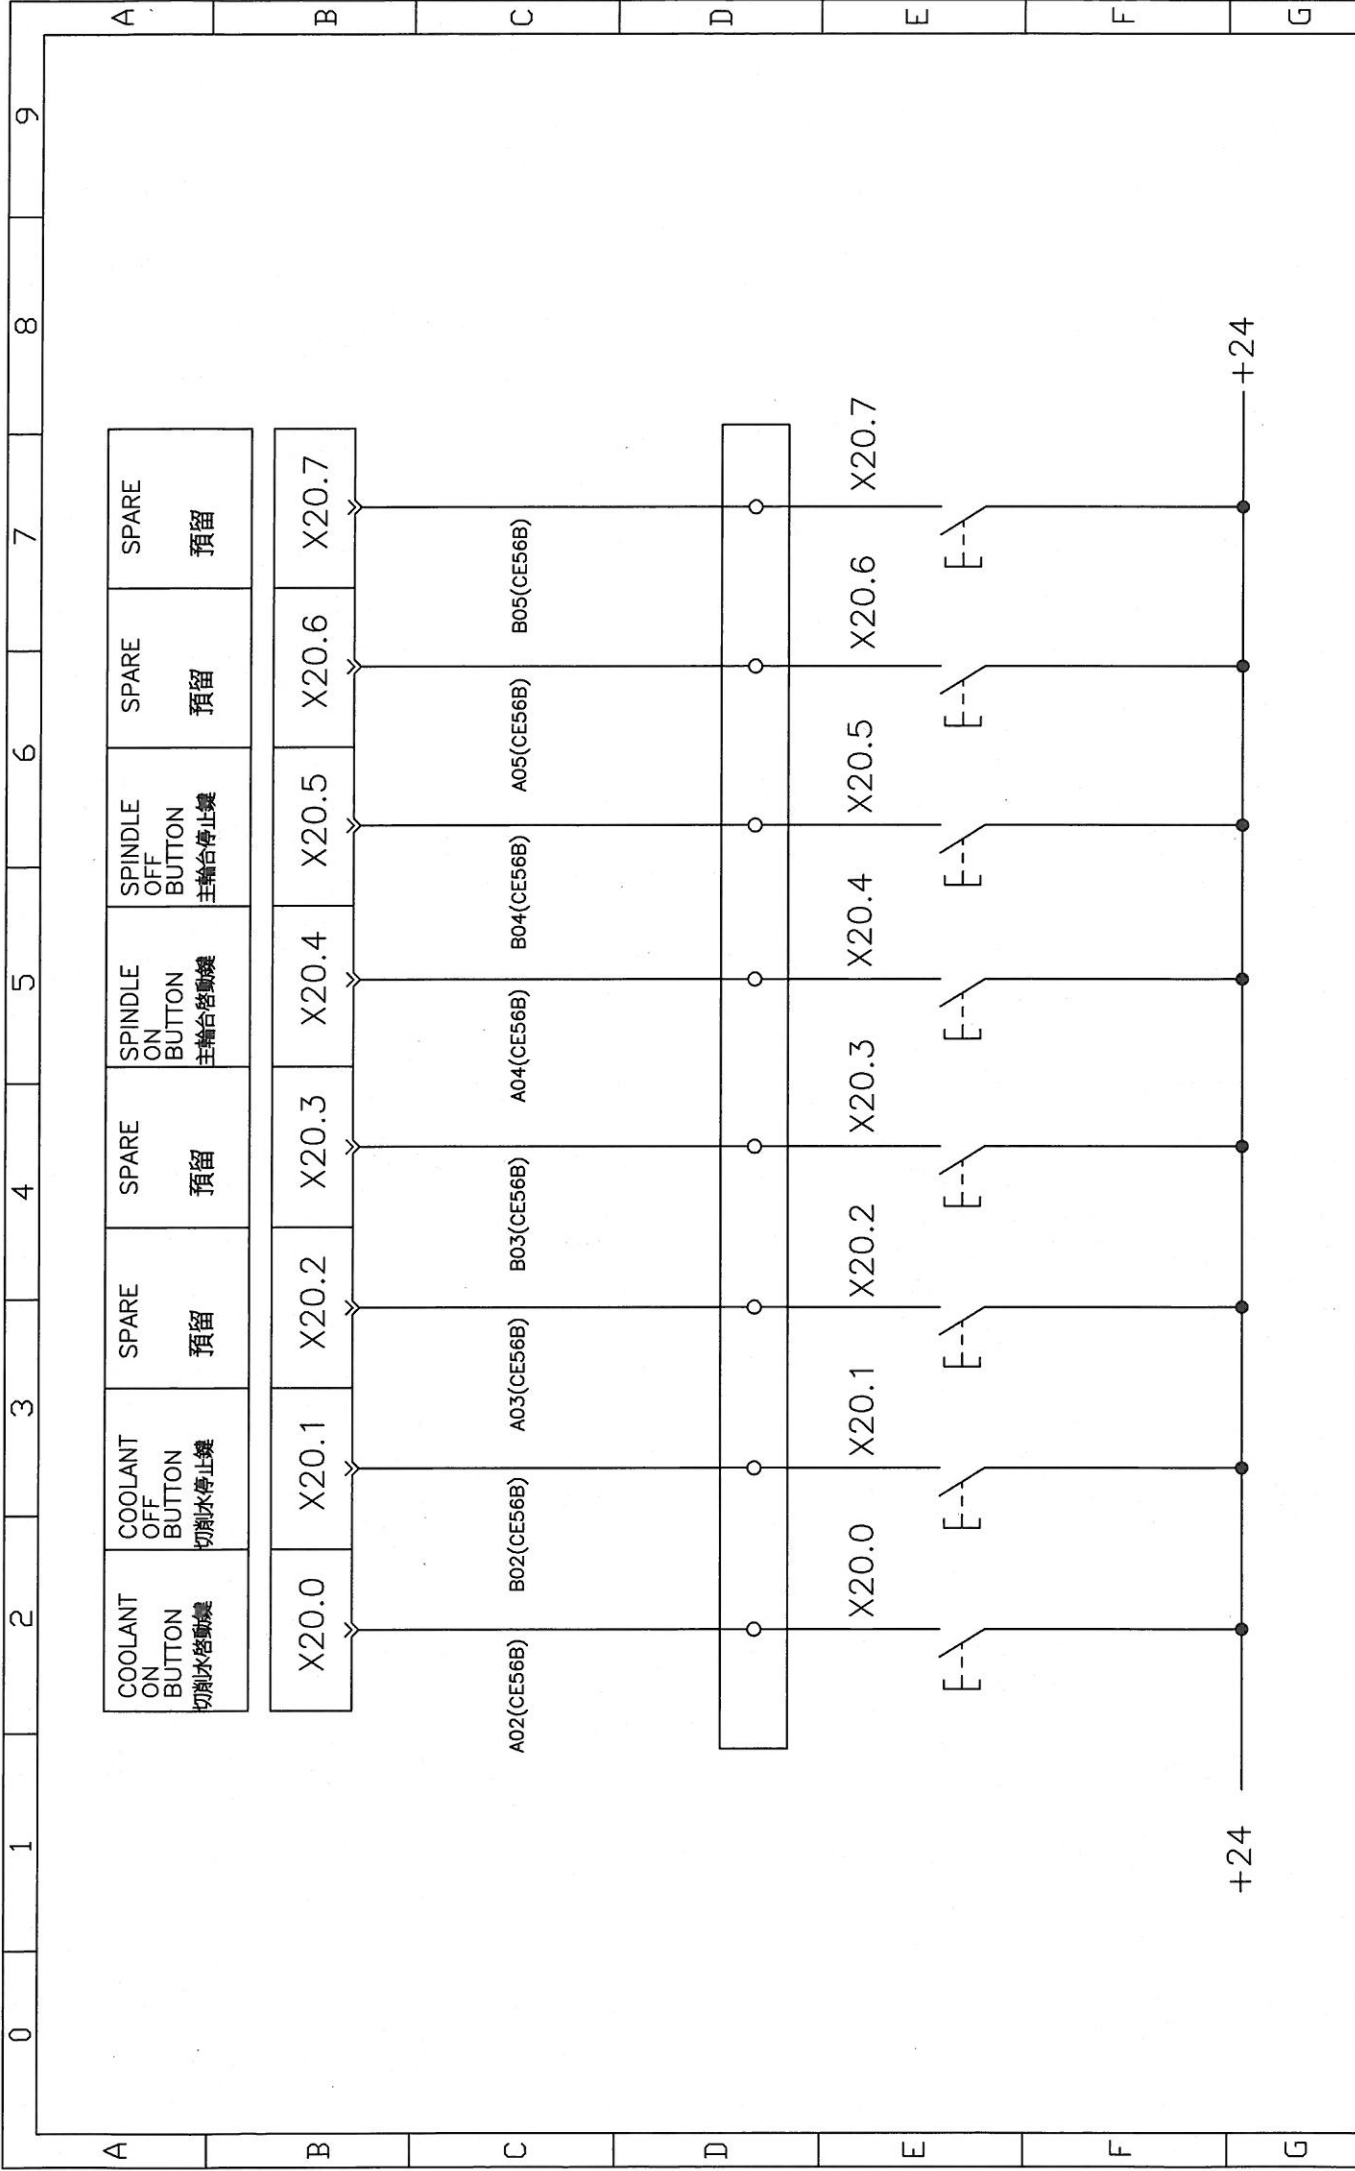 0 1 2 3 4 5 6 7 8 9
A A
B B
C C
D D
E E
F F
G G
COOLANT
ON
BUTTON
切削水啓動鍵
COOLANT
OFF
BUTTON
切削水停止鍵
SPARE
預留
SPARE
預留
SPINDLE
ON
BUTTON
主輪台啓動鍵
SPINDLE
OFF
BUTTON
主輪台停止鍵
SPARE
預留
SPARE
預留
X20.0 X20.1 X20.2 X20.3 X20.4 X20.5 X20.6 X20.7
A02(CE56B) B02(CE56B) A03(CE56B) B03(CE56B) A04(CE56B) B04(CE56B) A05(CE56B) B05(CE56B)
X20.0 X20.1 X20.2 X20.3 X20.4 X20.5 X20.6 X20.7
+24 +24